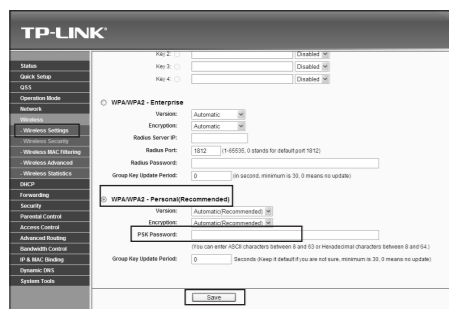 TP-LINK®
Key 2: Disabled
Status
Key 3: Disabled
Quick Setup
Key 4: Disabled
QSS
Operation Mode
WPA/WPA2 - Enterprise
Network
Version: Automatic
Wireless
Encryption: Automatic
- Wireless Settings
Radius Server IP:
- Wireless Security
Radius Port: 1812 (1-65535, 0 stands for default port 1812)
- Wireless MAC Filtering
- Wireless Advanced
Radius Password:
- Wireless Statistics
Group Key Update Period: 0 (in second, minimum is 30, 0 means no update)
DHCP
Forwarding
WPA/WPA2 - Personal(Recommended)
Security
Version: Automatic(Recommended)
Parental Control
Encryption: Automatic(Recommended)
Access Control
PSK Password:
Advanced Routing
(You can enter ASCII characters between 8 and 63 or Hexadecimal characters between 8 and 64.)
Bandwidth Control
IP & MAC Binding
Group Key Update Period: 0 Seconds (Keep it default if you are not sure, minimum is 30, 0 means no update)
Dynamic DNS
System Tools
Save